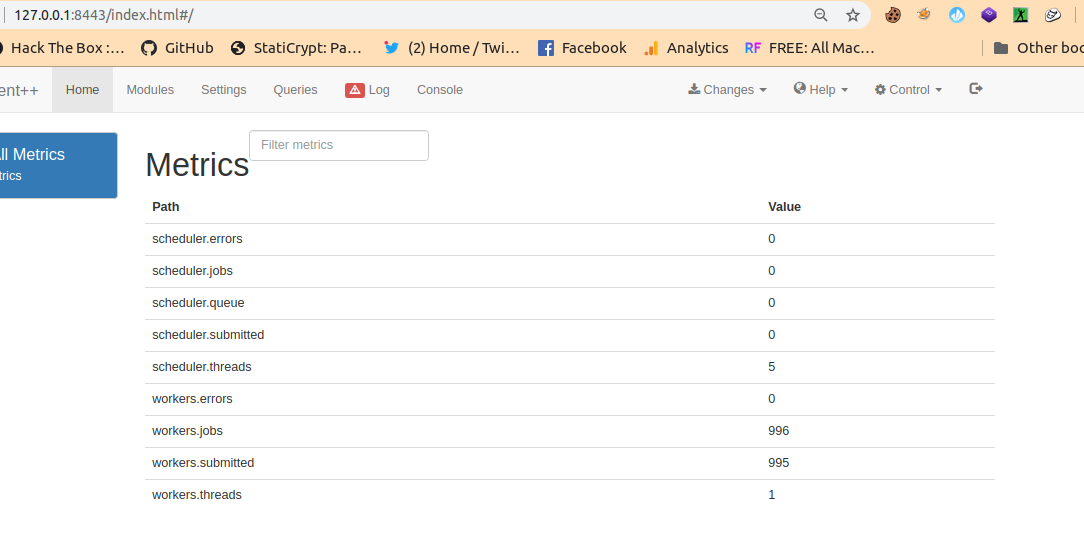 127.0.0.1:8443/index.html#/
Hack The Box :… GitHub StatiCrypt: Pa… (2) Home / Twi… Facebook Analytics RF FREE: All Mac… Other boo
ent++ Home Modules Settings Queries Log Console Changes Help Control
ll Metrics
trics
Filter metrics
Metrics
Path Value
scheduler.errors 0
scheduler.jobs 0
scheduler.queue 0
scheduler.submitted 0
scheduler.threads 5
workers.errors 0
workers.jobs 996
workers.submitted 995
workers.threads 1